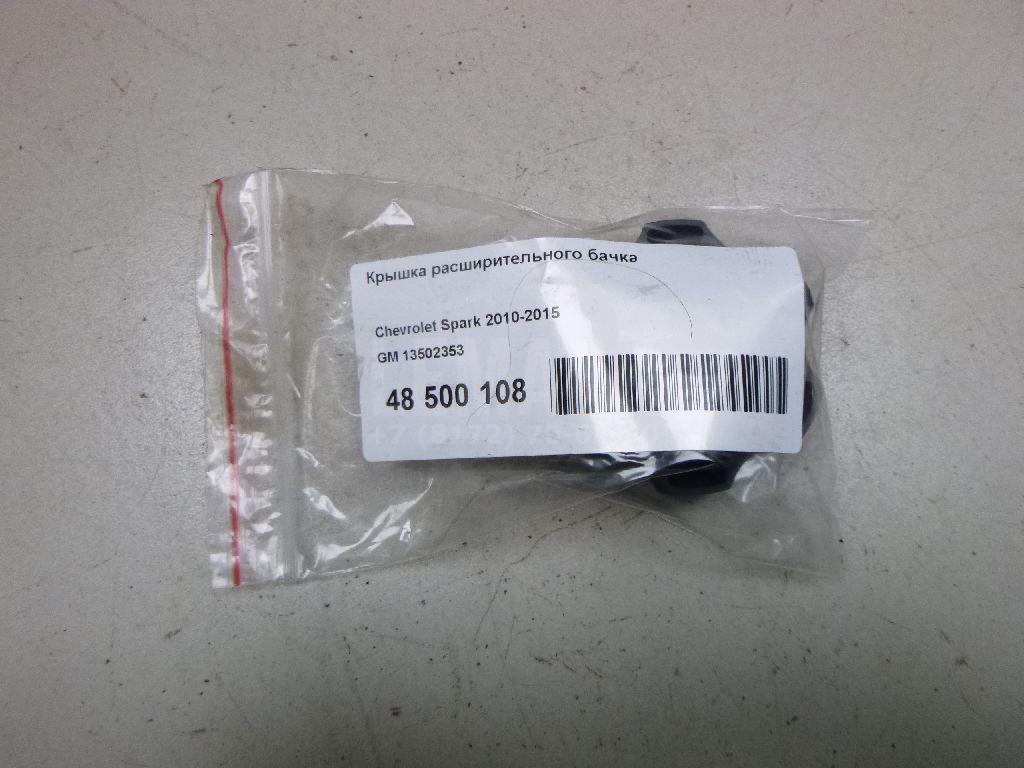 Крышка расширительного бачка
Chevrolet Spark 2010-2015
GM 13502353
48 500 108